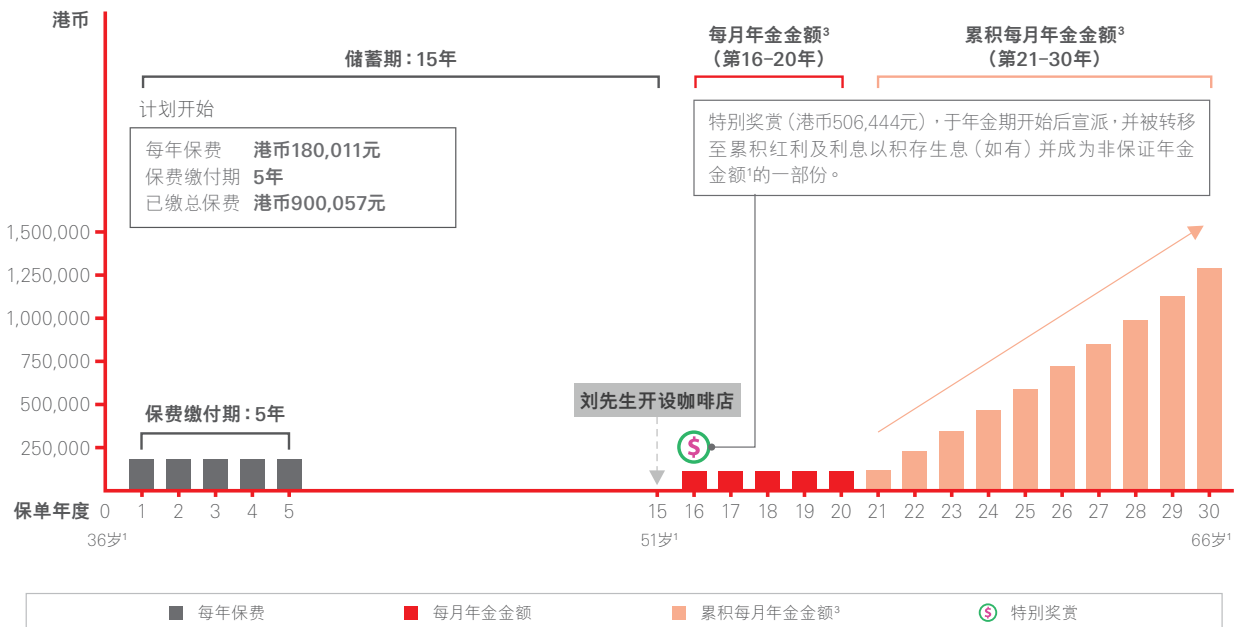 港币
储蓄期：15年
每月年金金额³
（第16–20年）
累积每月年金金额³
（第21–30年）
计划开始
每年保费 港币180,011元
保费缴付期 5年
已缴总保费 港币900,057元
特别奖赏（港币506,444元），于年金期开始后宣派，并被转移
至累积红利及利息以积存生息（如有）并成为非保证年金
金额¹的一部份。
1,500,000
1,250,000
1,000,000
750,000
500,000
250,000
保费缴付期：5年
刘先生开设咖啡店
$
保单年度 0 1 2 3 4 5 15 16 17 18 19 20 21 22 23 24 25 26 27 28 29 30
36岁¹ 51岁¹ 66岁¹
每年保费 每月年金金额 累积每月年金金额³ $ 特别奖赏